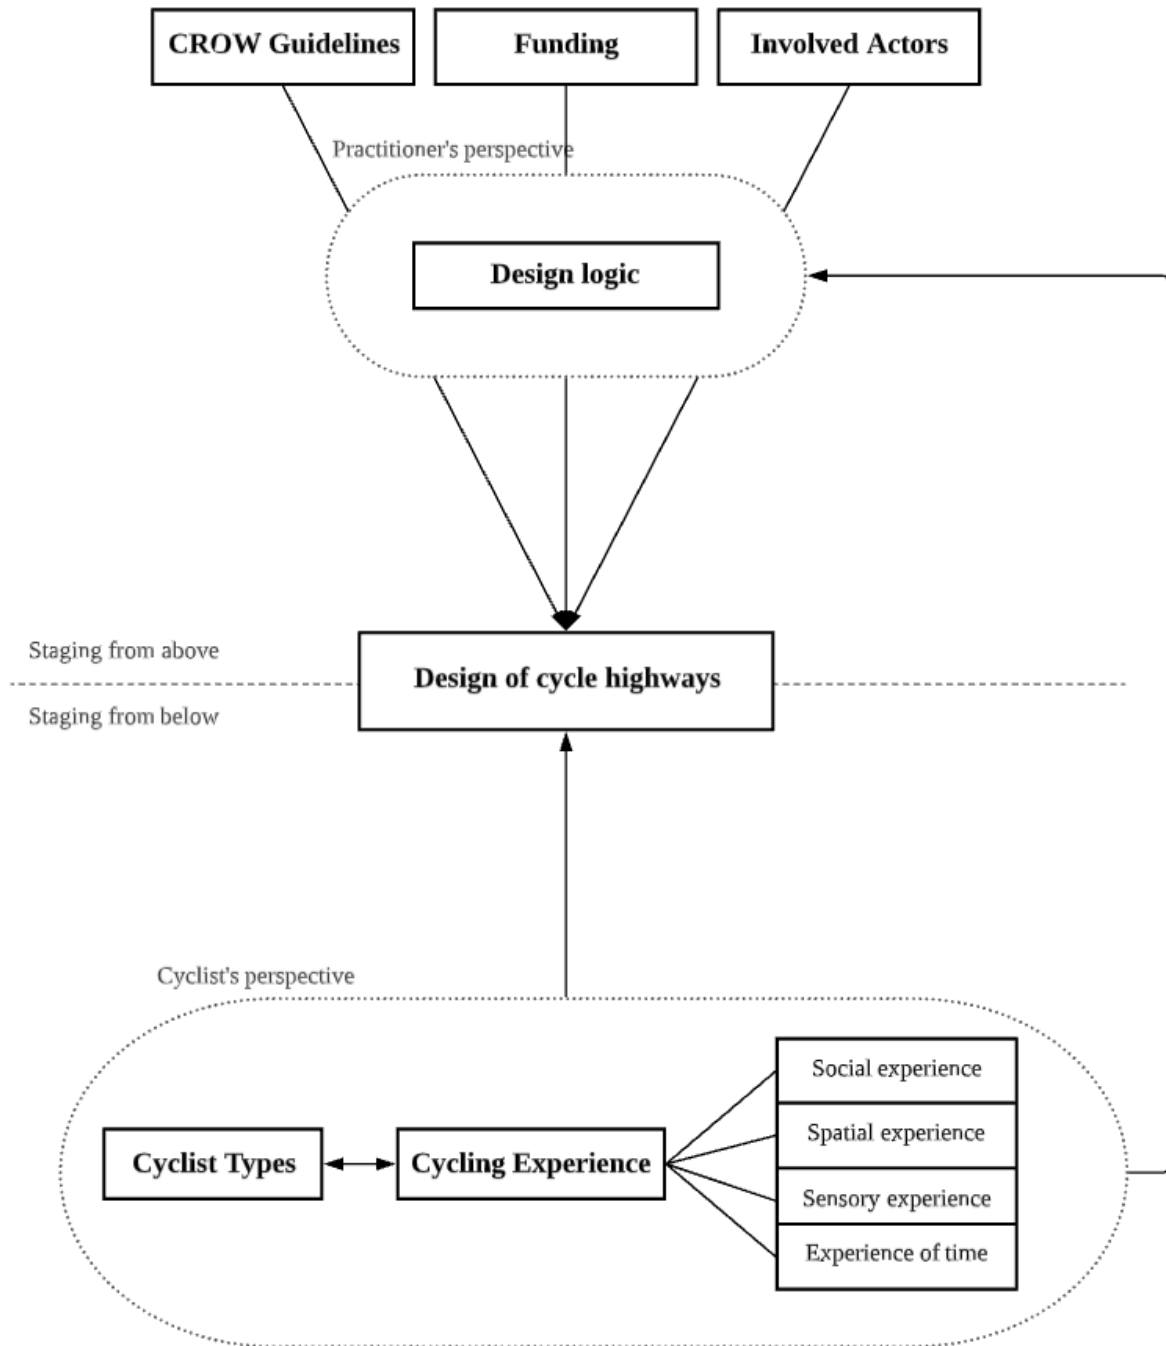 CROW Guidelines
Funding
Involved Actors
Practitioner's perspective
Design logic
Staging from above
Design of cycle highways
Staging from below
Cyclist's perspective
Social experience
Spatial experience
Cyclist Types
Cycling Experience
Sensory experience
Experience of time